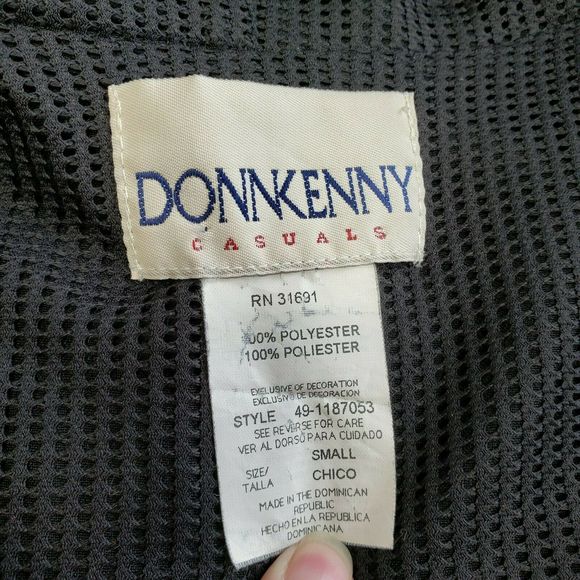 DONNKENNY
CASUALS
RN 31691
100% POLYESTER
100% POLIESTER
EXCLUSIVE OF DECORATION
EXCLUSIVO DE DECORACION
STYLE 49-1187053
SEE REVERSE FOR CARE
VER AL DORSO PARA CUIDADO
SIZE/ SMALL
TALLA CHICO
MADE IN THE DOMINICAN
REPUBLIC
HECHO EN LA REPUBLICA
DOMINICANA